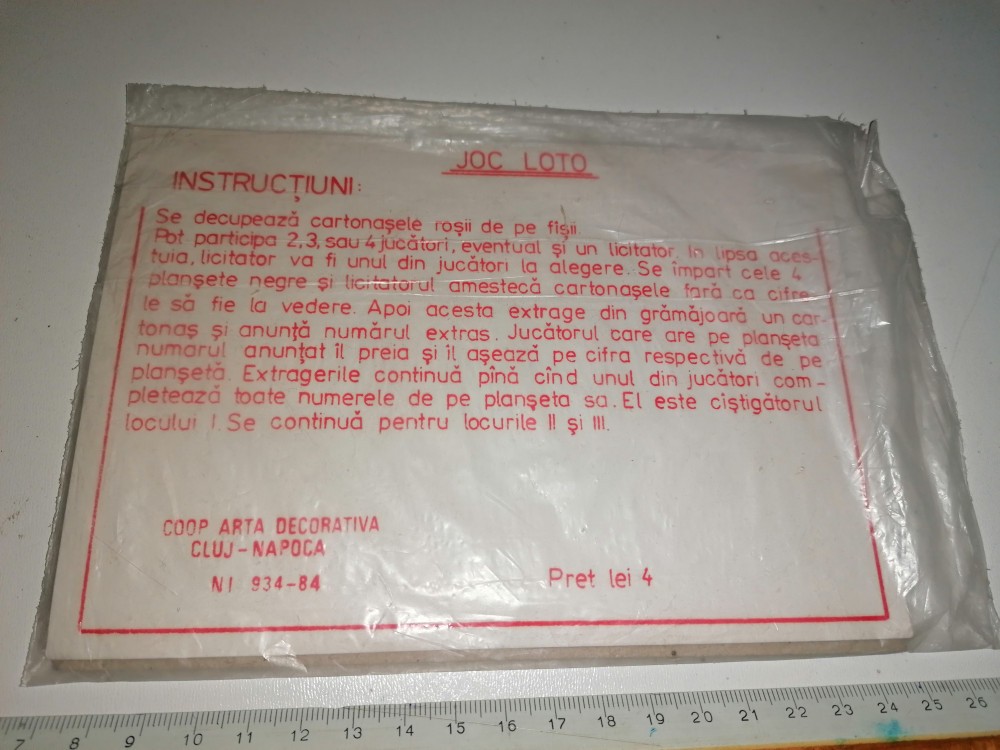 JOC LOTO
INSTRUCȚIUNI:
Se decupează cartonașele roșii de pe fîșii.
Pot participa 2,3, sau 4 jucători, eventual și un licitator. In lipsa aces-
tuia, licitator va fi unul din jucători la alegere. Se împart cele 4
planșete negre și licitatorul amestecă cartonașele fară ca cifre-
le să fie la vedere. Apoi acesta extrage din grămăjoară un car-
tonaș și anunță numărul extras. Jucătorul care are pe planșeta
numarul anunțat îl preia și îl așează pe cifra respectivă de pe
planșetă. Extragerile continuă pînă cînd unul din jucători com-
pletează toate numerele de pe planșeta sa. El este cîștigătorul
locului I. Se continuă pentru locurile II și III.
COOP ARTA DECORATIVA
CLUJ-NAPOCA
NI 934-84
Pret lei 4
7 8 9 10 11 12 13 14 15 16 17 18 19 20 21 22 23 24 25 26